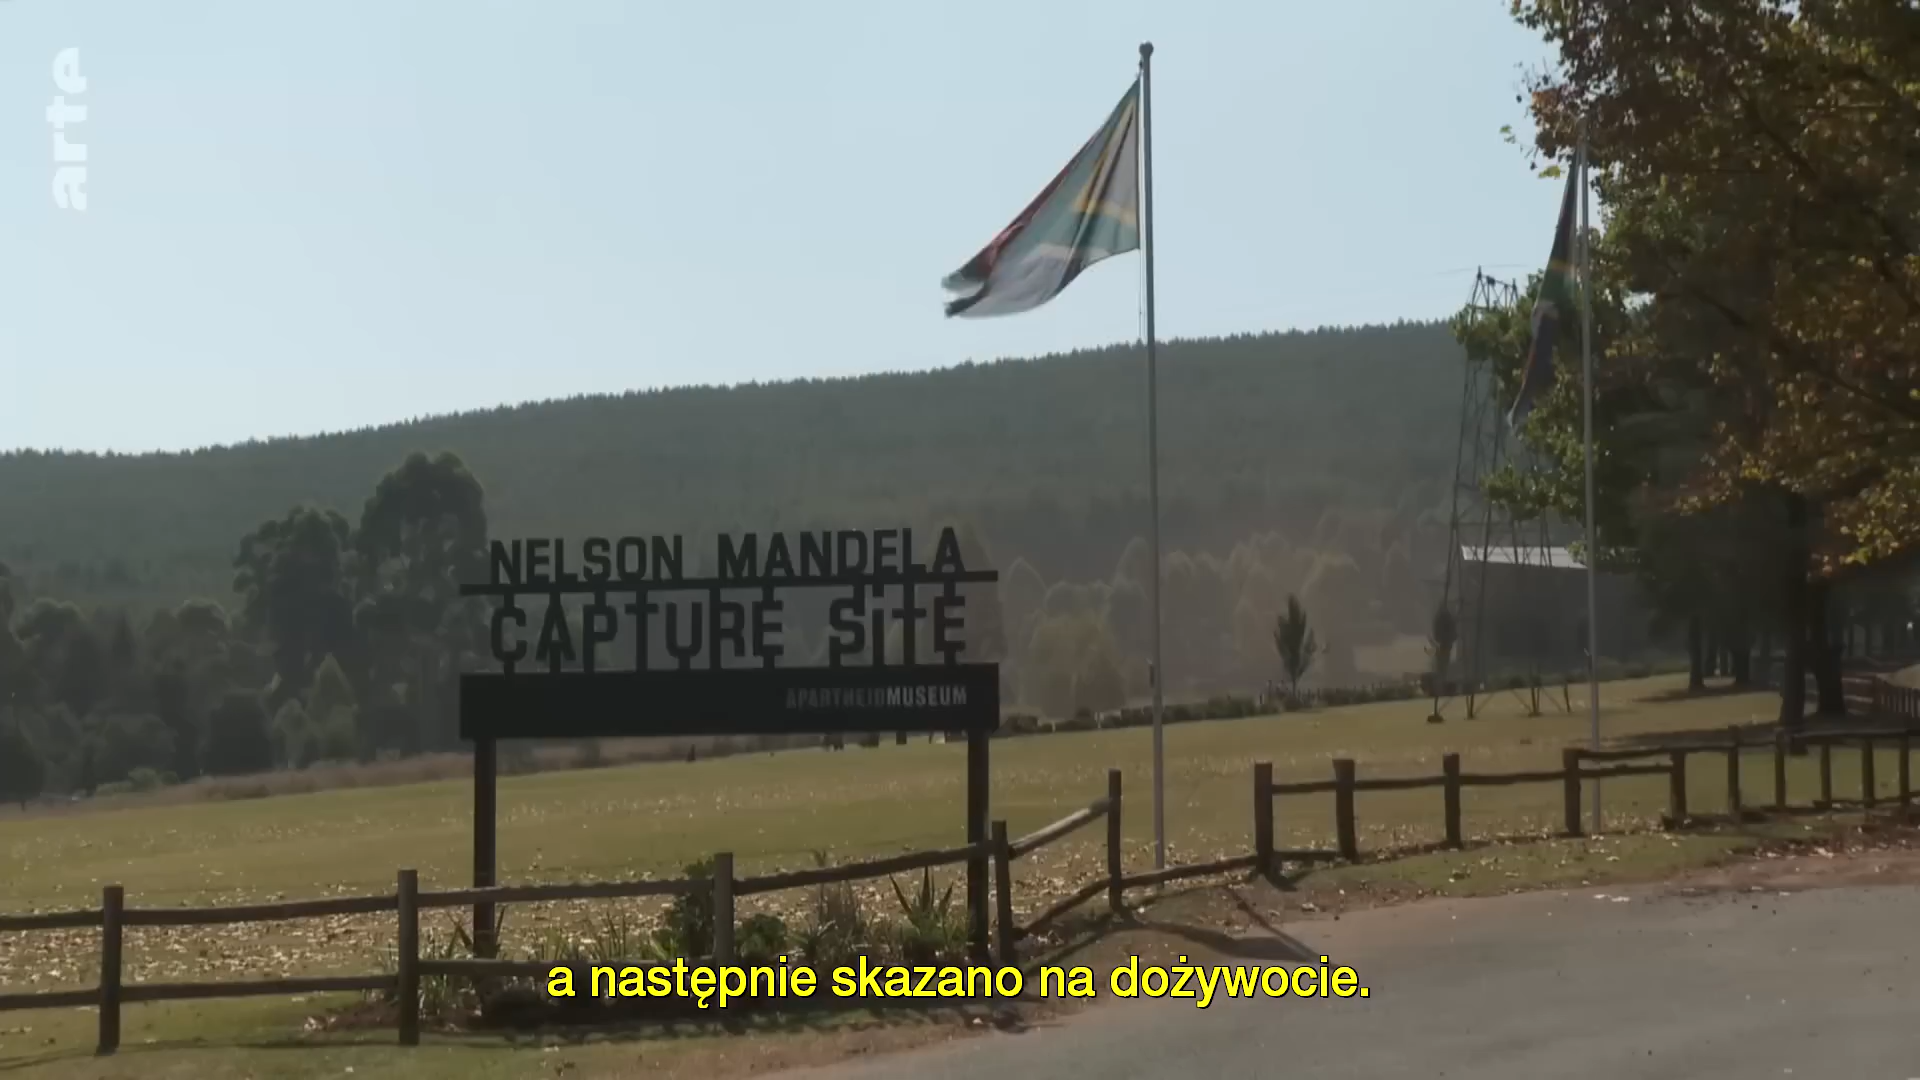 arte
NELSON MANDELA
CAPTURE SiTE
APARTHEIDMUSEUM
a następnie skazano na dożywocie.